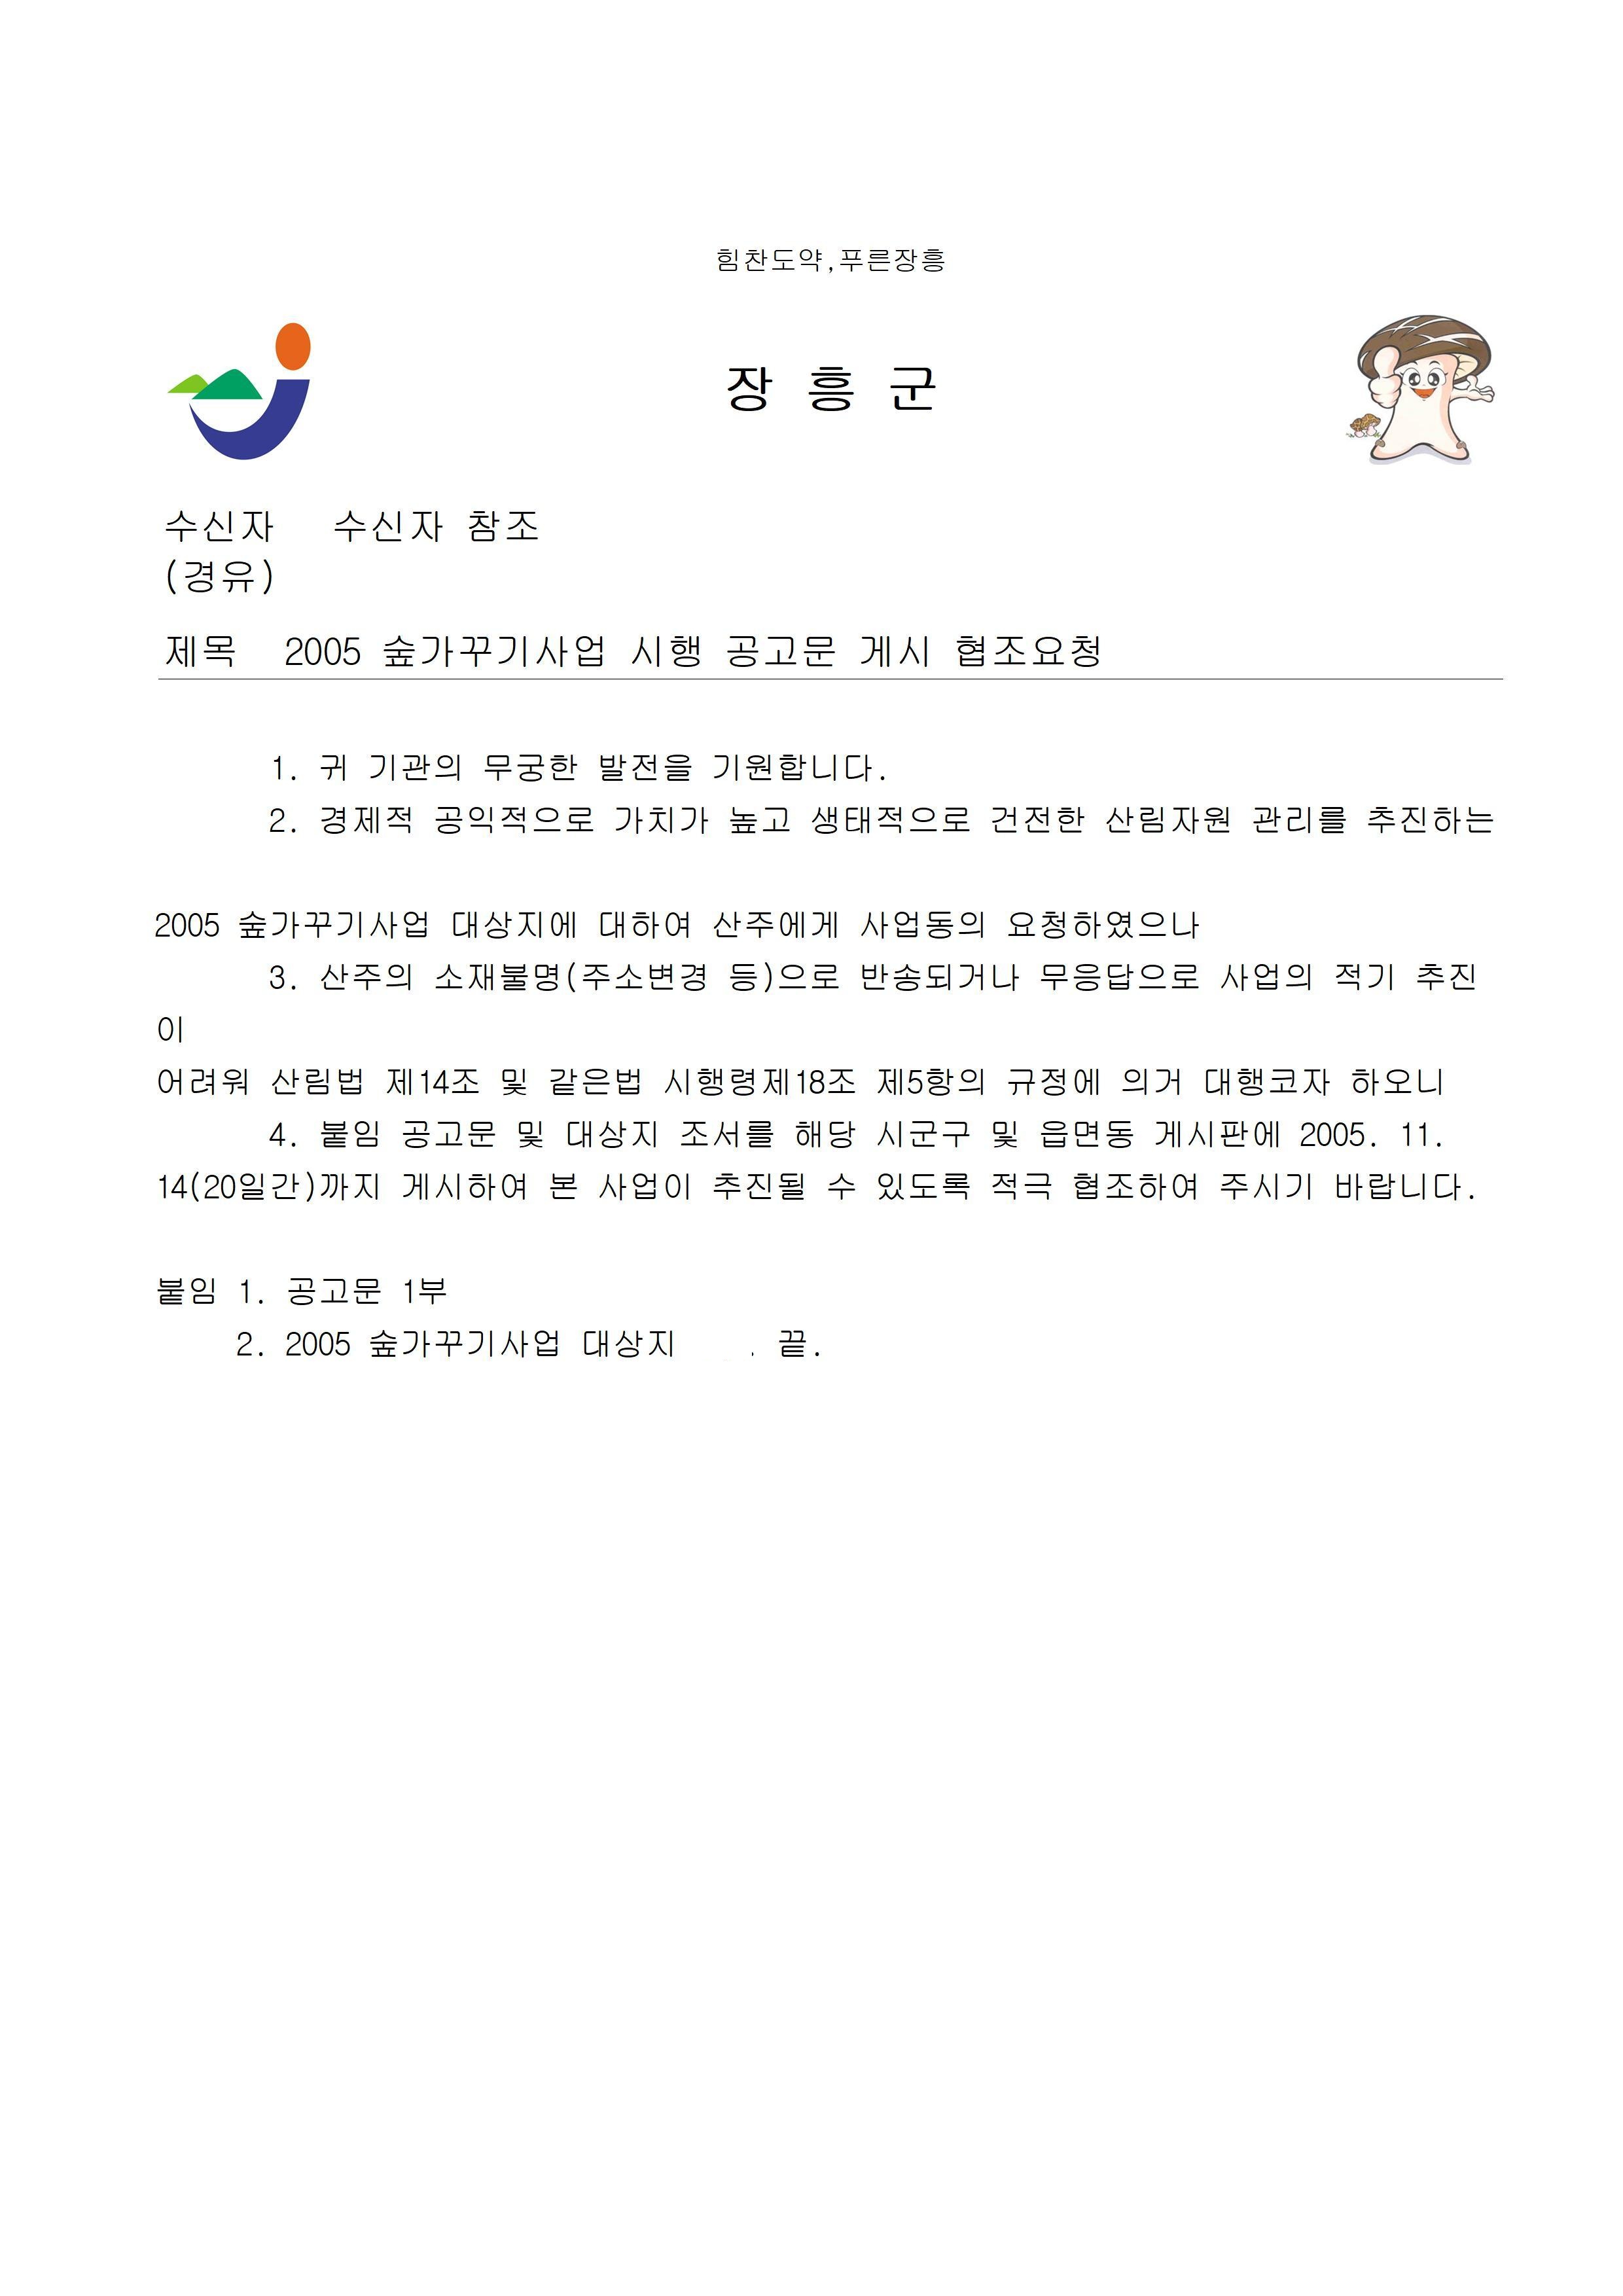 힘찬도약,푸른장흥
장 흥 군
수신자 수신자 참조
(경유)
제목 2005 숲가꾸기사업 시행 공고문 게시 협조요청
1. 귀 기관의 무궁한 발전을 기원합니다.
2. 경제적 공익적으로 가치가 높고 생태적으로 건전한 산림자원 관리를 추진하는
2005 숲가꾸기사업 대상지에 대하여 산주에게 사업동의 요청하였으나
3. 산주의 소재불명(주소변경 등)으로 반송되거나 무응답으로 사업의 적기 추진
이
어려워 산림법 제14조 및 같은법 시행령제18조 제5항의 규정에 의거 대행코자 하오니
4. 붙임 공고문 및 대상지 조서를 해당 시군구 및 읍면동 게시판에 2005. 11.
14(20일간)까지 게시하여 본 사업이 추진될 수 있도록 적극 협조하여 주시기 바랍니다.
붙임 1. 공고문 1부
2. 2005 숲가꾸기사업 대상지 . 끝.